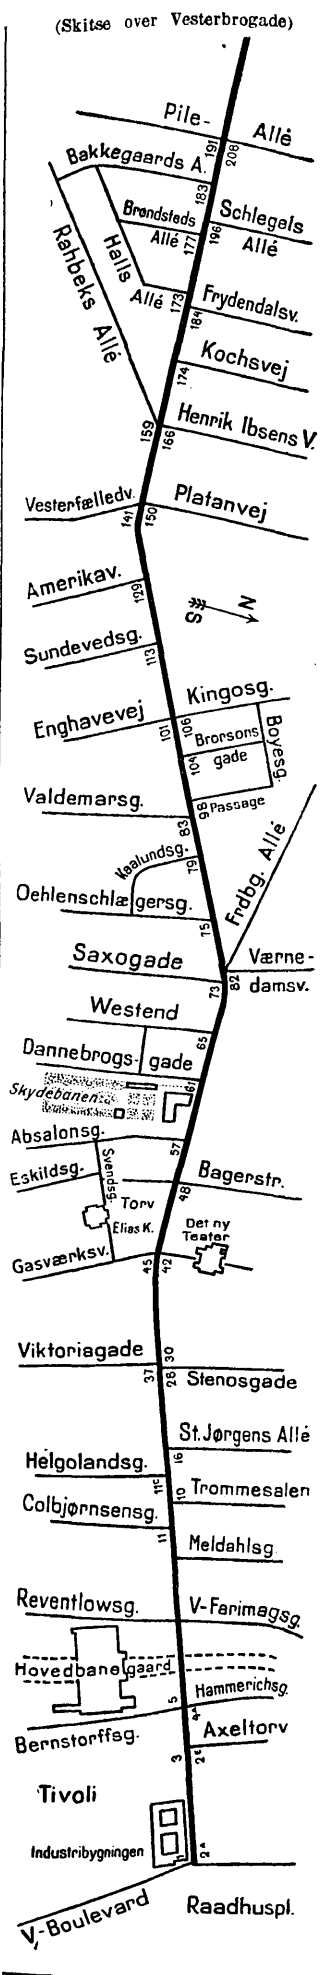 (Skitse over Vesterbrogade)
Pile-
Allé
191
208
Bakkegaards A.
183
Brøndsteds
Allé
177
196
Schlegels
Allé
Halls
Allé
173
184
Frydendalsv.
Rahbeks Allé
174
Kochsvej
159
166
Henrik Ibsens V.
Vesterfælledv.
141
150
Platanvej
Amerikav.
129
N
S
Sundevedsg.
113
Kingosg.
Enghavevej
101
106
Brorsons
gade
104
Boyesg.
Valdemarsg.
83
98
Passage
Kaalundsg.
79
Frdbg. Allé
Oehlenschlægersg.
75
Saxogade
73
82
Værne-
damsv.
Westend
65
Dannebrogs-
gade
Skydebanen
61
Absalonsg.
57
Eskildsg.
Svendsg.
Torv
Elias K.
48
Bagerstr.
Det ny
Teater
Gasværksv.
45
42
Viktoriagade
37
30
28
Stenosgade
St. Jørgens Allé
16
Helgolandsg.
11c
10
Trommesalen
Colbjørnsensg.
11
Meldahlsg.
Reventlowsg.
V-Farimagsg.
Hovedbanegaard
5
4A
Hammerichsg.
Bernstorffsg.
Axeltorv
3
2E
Tivoli
Industribygningen
1
2A
V.-Boulevard
Raadhuspl.